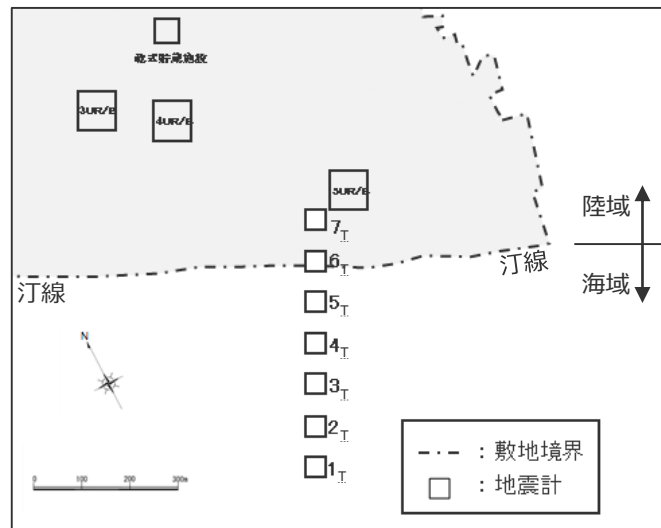 乾式貯蔵施設
3UR/B
4UR/B
5UR/B
7T
6T
5T
4T
3T
2T
1T
陸域
海域
汀線
汀線
N
0 100 200 300m
：敷地境界
：地震計